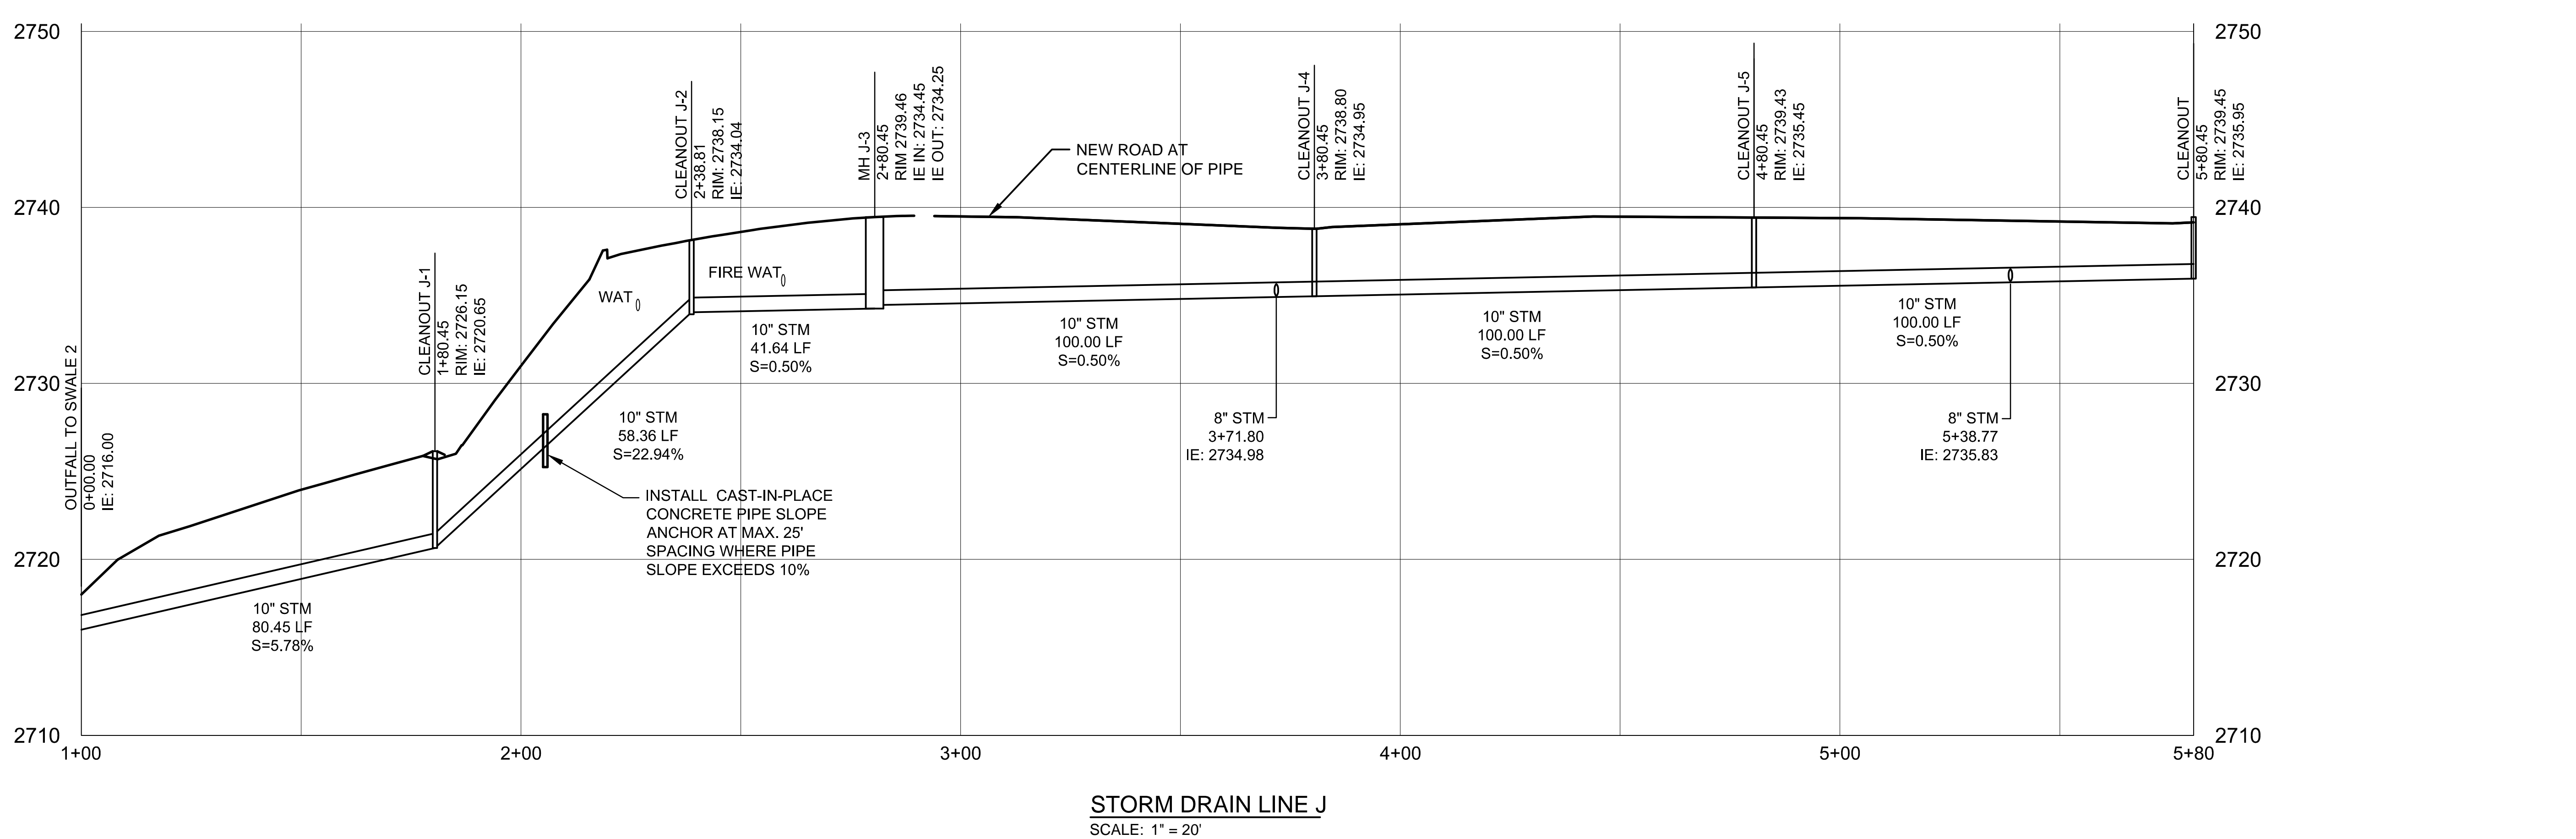 2750
2740
2730
2720
2710
2750
2740
2730
2720
2710
OUTFALL TO SWALE 2
0+00.00
IE: 2716.00
CLEANOUT J-1
1+80.45
RIM: 2726.15
IE: 2720.65
CLEANOUT J-2
2+38.81
RIM: 2738.15
IE: 2734.04
MH J-3
2+80.45
RIM 2739.46
IE IN: 2734.45
IE OUT: 2734.25
CLEANOUT J-4
3+80.45
RIM: 2738.80
IE: 2734.95
CLEANOUT J-5
4+80.45
RIM: 2739.43
IE: 2735.45
CLEANOUT
5+80.45
RIM: 2739.45
IE: 2735.95
NEW ROAD AT
CENTERLINE OF PIPE
FIRE WAT
WAT
10" STM
80.45 LF
S=5.78%
10" STM
58.36 LF
S=22.94%
INSTALL CAST-IN-PLACE
CONCRETE PIPE SLOPE
ANCHOR AT MAX. 25'
SPACING WHERE PIPE
SLOPE EXCEEDS 10%
10" STM
41.64 LF
S=0.50%
10" STM
100.00 LF
S=0.50%
8" STM
3+71.80
IE: 2734.98
10" STM
100.00 LF
S=0.50%
10" STM
100.00 LF
S=0.50%
8" STM
5+38.77
IE: 2735.83
1+00
2+00
3+00
4+00
5+00
5+80
STORM DRAIN LINE J
SCALE: 1" = 20'